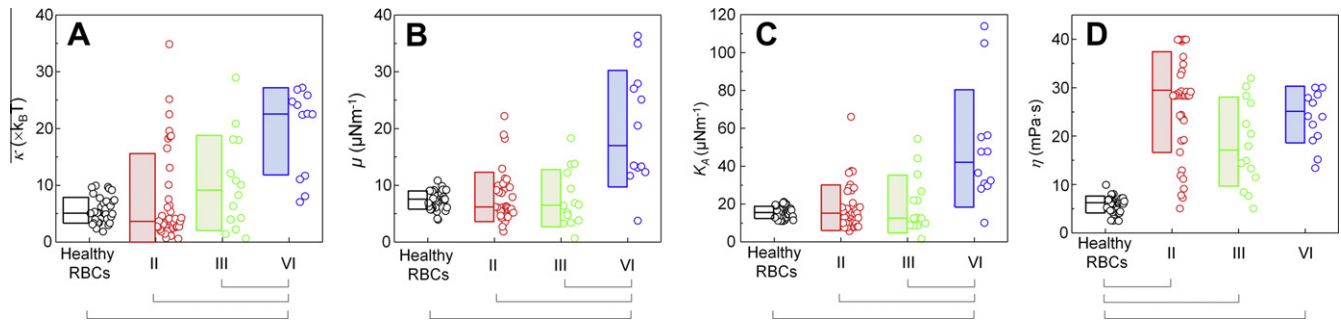 A
κ (×kBT)
40
30
20
10
0
Healthy
RBCs
II
III
VI
B
μ (μNm⁻¹)
40
30
20
10
0
Healthy
RBCs
II
III
VI
C
KA (μNm⁻¹)
120
100
80
60
40
20
0
Healthy
RBCs
II
III
VI
D
η (mPa·s)
40
30
20
10
0
Healthy
RBCs
II
III
VI